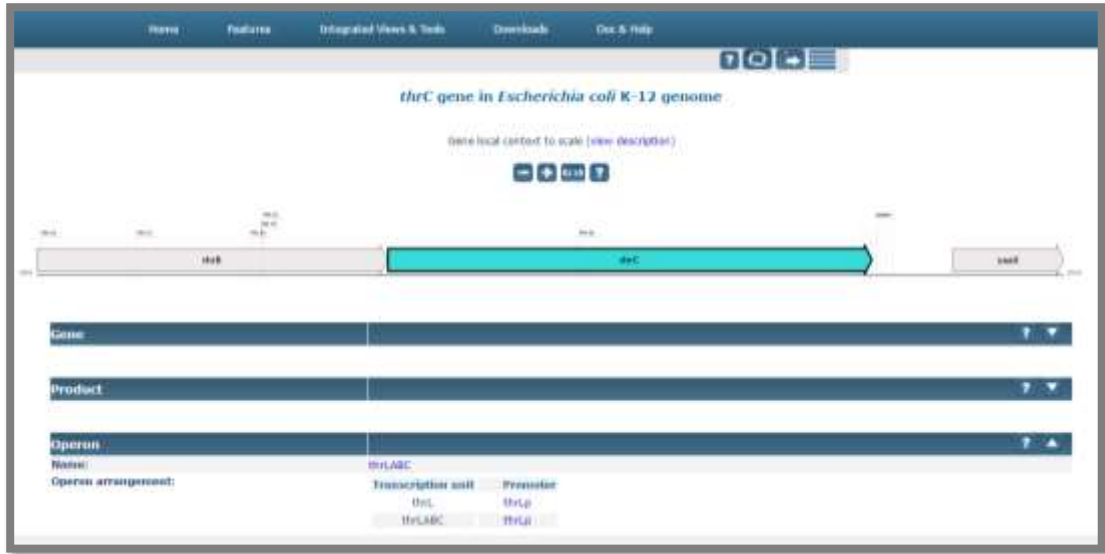 Home Features Integrated Views & Tools Downloads Doc & Help
thrC gene in Escherichia coli K-12 genome
Gene local context to scale (view description)
thrB thrC yaaX
Gene
Product
Operon
Name: thrLABC
Operon arrangement: Transcription unit Promoter
thrL thrLp
thrLABC thrLp